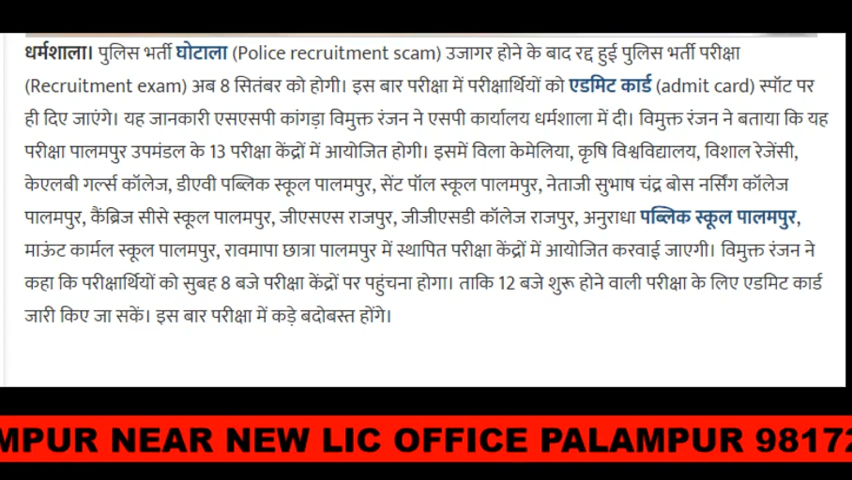 धर्मशाला। पुलिस भर्ती घोटाला (Police recruitment scam) उजागर होने के बाद रद्द हुई पुलिस भर्ती परीक्षा
(Recruitment exam) अब 8 सितंबर को होगी। इस बार परीक्षा में परीक्षार्थियों को एडमिट कार्ड (admit card) स्पॉट पर
ही दिए जाएंगे। यह जानकारी एसएसपी कांगड़ा विमुक्त रंजन ने एसपी कार्यालय धर्मशाला में दी। विमुक्त रंजन ने बताया कि यह
परीक्षा पालमपुर उपमंडल के 13 परीक्षा केंद्रों में आयोजित होगी। इसमें विला केमेलिया, कृषि विश्वविद्यालय, विशाल रेजेंसी,
केएलबी गर्ल्स कॉलेज, डीएवी पब्लिक स्कूल पालमपुर, सेंट पॉल स्कूल पालमपुर, नेताजी सुभाष चंद्र बोस नर्सिंग कॉलेज
पालमपुर, कैंब्रिज सीसे स्कूल पालमपुर, जीएसएस राजपुर, जीजीएसडी कॉलेज राजपुर, अनुराधा पब्लिक स्कूल पालमपुर,
माऊंट कार्मल स्कूल पालमपुर, रावमापा छात्रा पालमपुर में स्थापित परीक्षा केंद्रों में आयोजित करवाई जाएगी। विमुक्त रंजन ने
कहा कि परीक्षार्थियों को सुबह 8 बजे परीक्षा केंद्रों पर पहुंचना होगा। ताकि 12 बजे शुरू होने वाली परीक्षा के लिए एडमिट कार्ड
जारी किए जा सकें। इस बार परीक्षा में कड़े बदोबस्त होंगे।
MPUR NEAR NEW LIC OFFICE PALAMPUR 98172